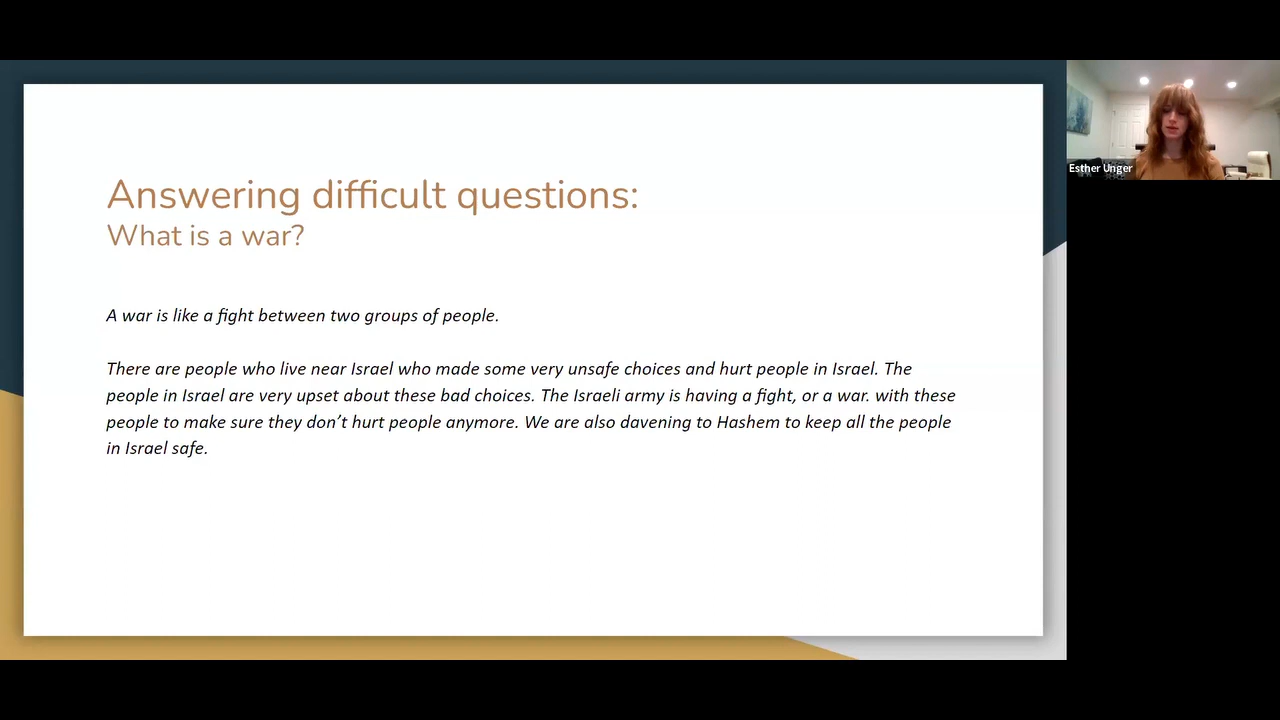 Answering difficult questions:
What is a war?
A war is like a fight between two groups of people.
There are people who live near Israel who made some very unsafe choices and hurt people in Israel. The
people in Israel are very upset about these bad choices. The Israeli army is having a fight, or a war. with these
people to make sure they don’t hurt people anymore. We are also davening to Hashem to keep all the people
in Israel safe.
Esther Unger